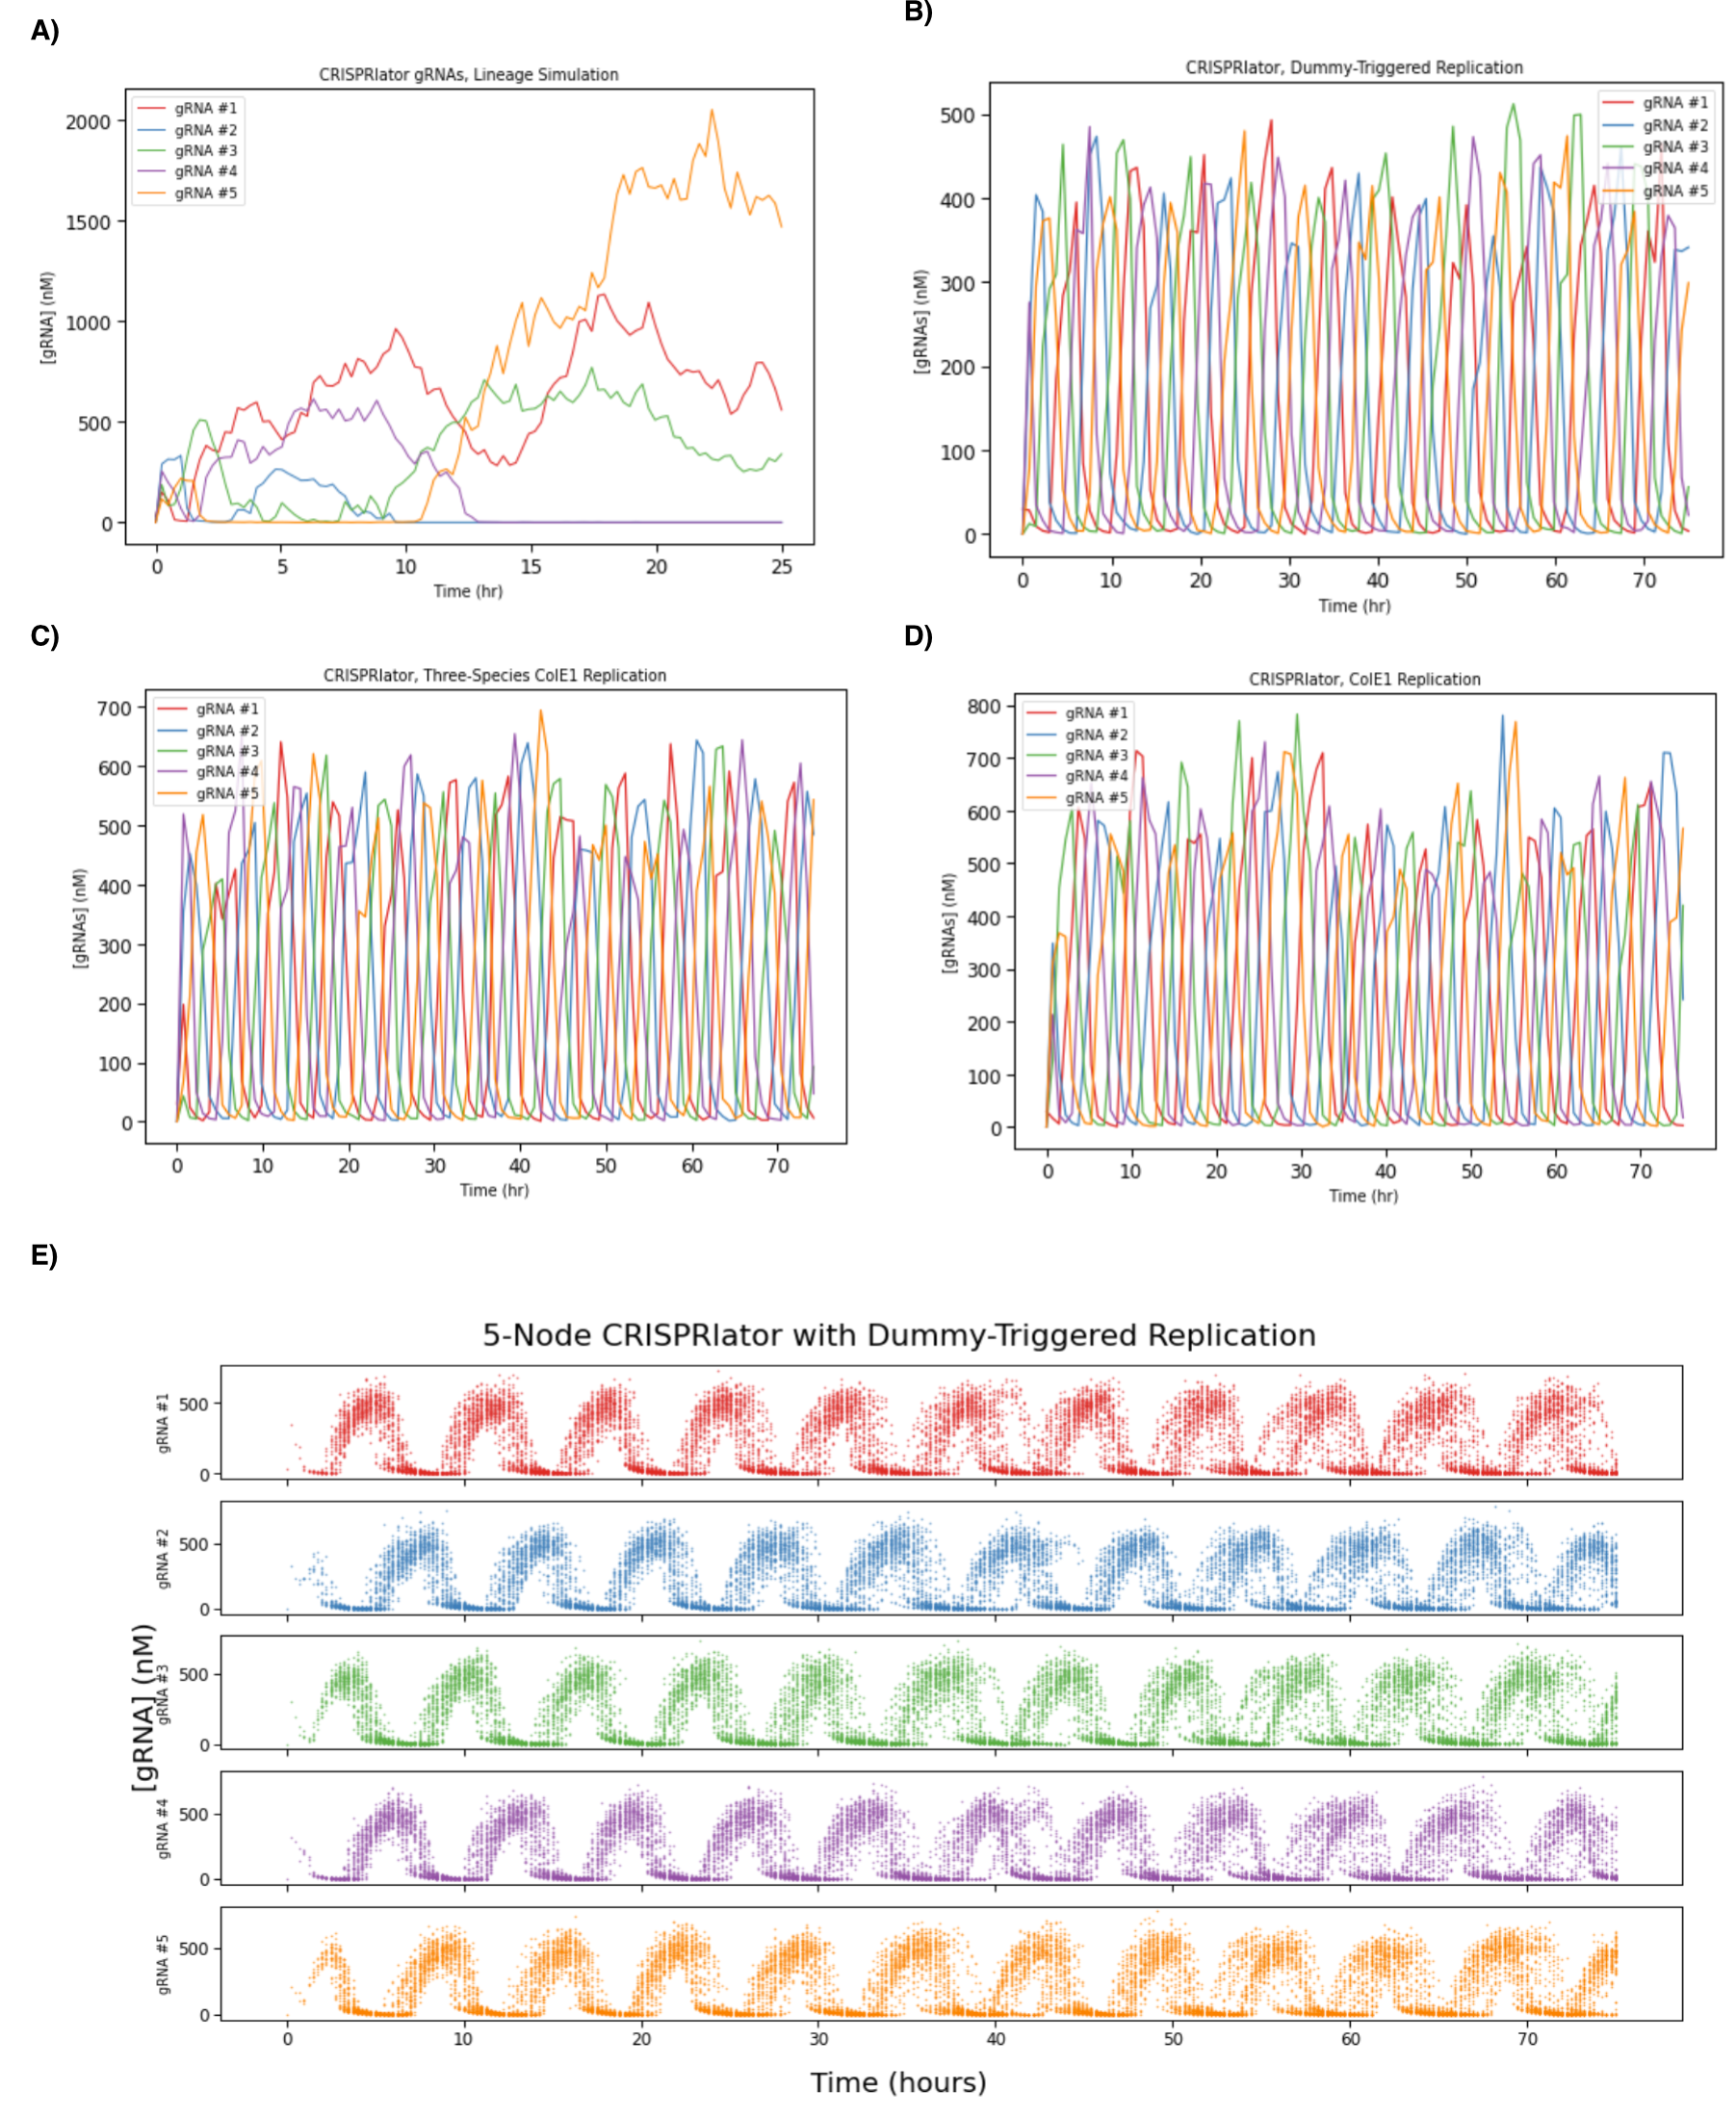 A)
CRISPRlator gRNAs, Lineage Simulation
gRNA #1
gRNA #2
gRNA #3
gRNA #4
gRNA #5
2000
1500
1000
500
0
[gRNA] (nM)
0 5 10 15 20 25
Time (hr)
B)
CRISPRlator, Dummy-Triggered Replication
gRNA #1
gRNA #2
gRNA #3
gRNA #4
gRNA #5
500
400
300
200
100
0
[gRNAs] (nM)
0 10 20 30 40 50 60 70
Time (hr)
C)
CRISPRlator, Three-Species ColE1 Replication
gRNA #1
gRNA #2
gRNA #3
gRNA #4
gRNA #5
700
600
500
400
300
200
100
0
[gRNAs] (nM)
0 10 20 30 40 50 60 70
Time (hr)
D)
CRISPRlator, ColE1 Replication
gRNA #1
gRNA #2
gRNA #3
gRNA #4
gRNA #5
800
700
600
500
400
300
200
100
0
[gRNAs] (nM)
0 10 20 30 40 50 60 70
Time (hr)
E)
5-Node CRISPRlator with Dummy-Triggered Replication
gRNA #1
500
0
gRNA #2
500
0
gRNA #3
500
0
gRNA #4
500
0
gRNA #5
500
0
[gRNA] (nM)
0 10 20 30 40 50 60 70
Time (hours)